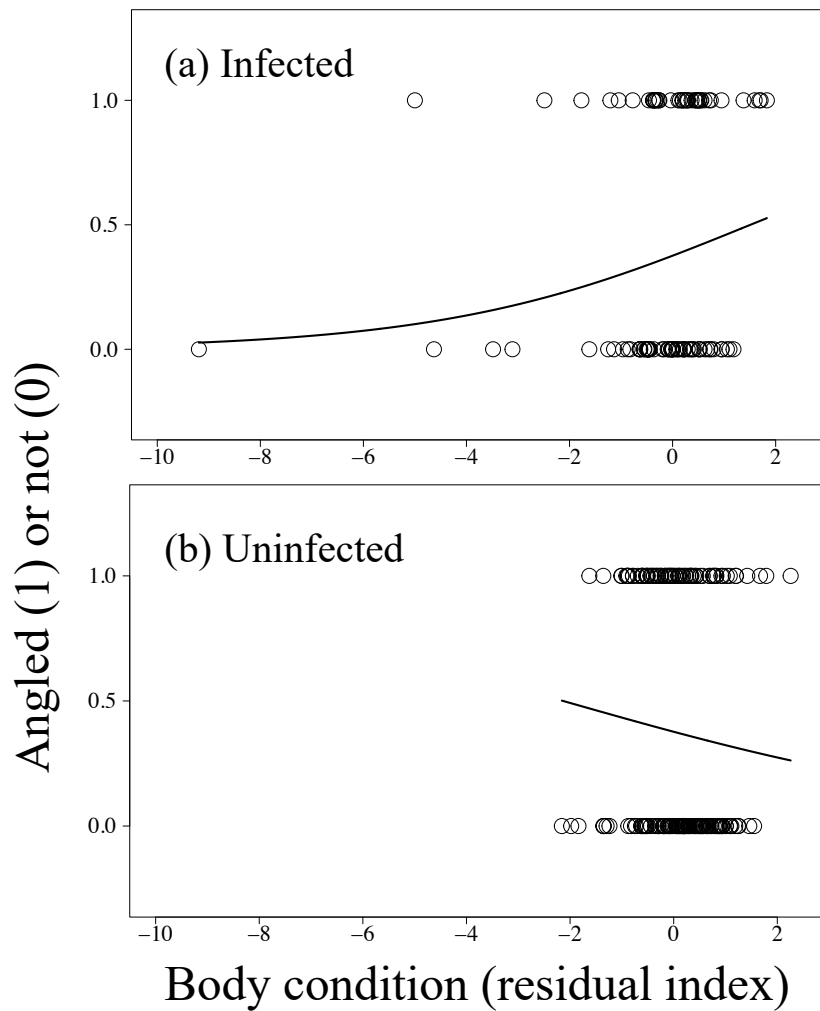 (a) Infected
1.0
0.5
0.0
−10 −8 −6 −4 −2 0 2
Angled (1) or not (0)
(b) Uninfected
1.0
0.5
0.0
−10 −8 −6 −4 −2 0 2
Body condition (residual index)